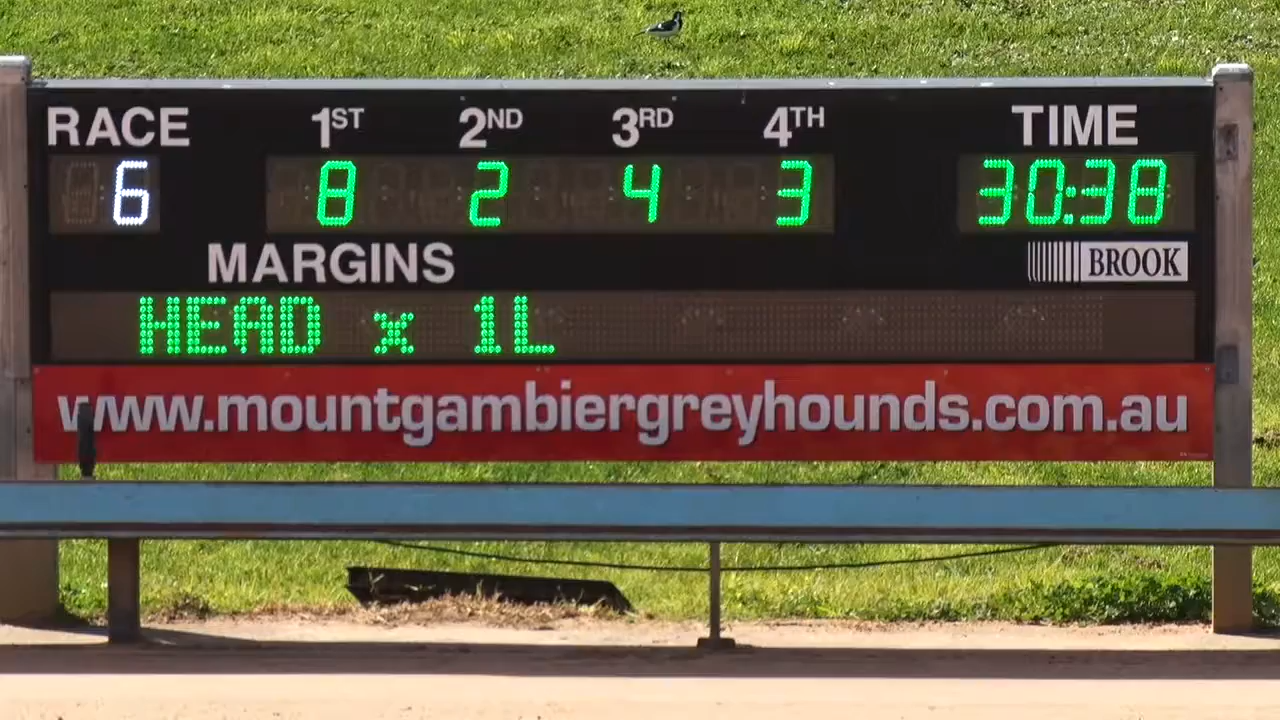 RACE 1ST 2ND 3RD 4TH TIME
6 8 2 4 3 30:38
MARGINS BROOK
HEAD x 1L
www.mountgambiergreyhounds.com.au